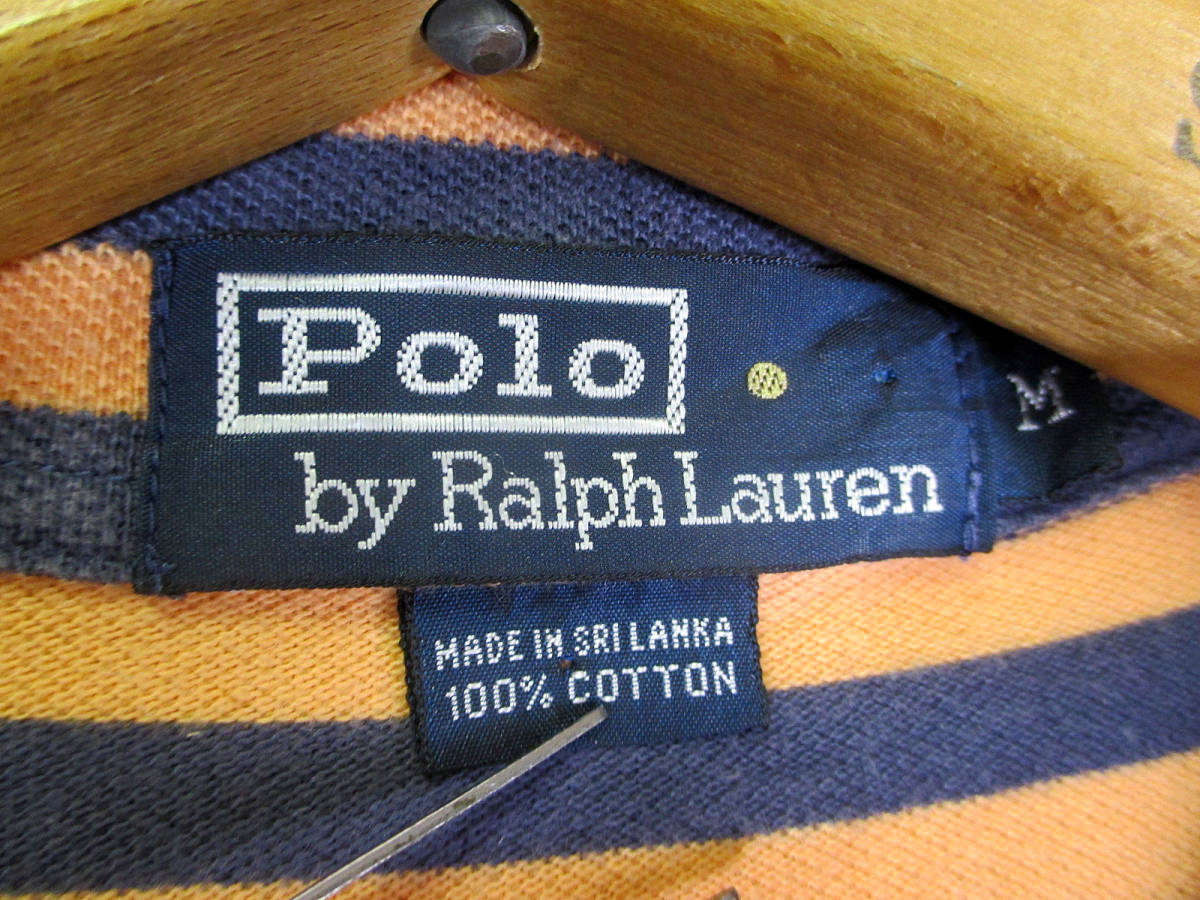 Polo
by Ralph Lauren
M
MADE IN SRI LANKA
100% COTTON